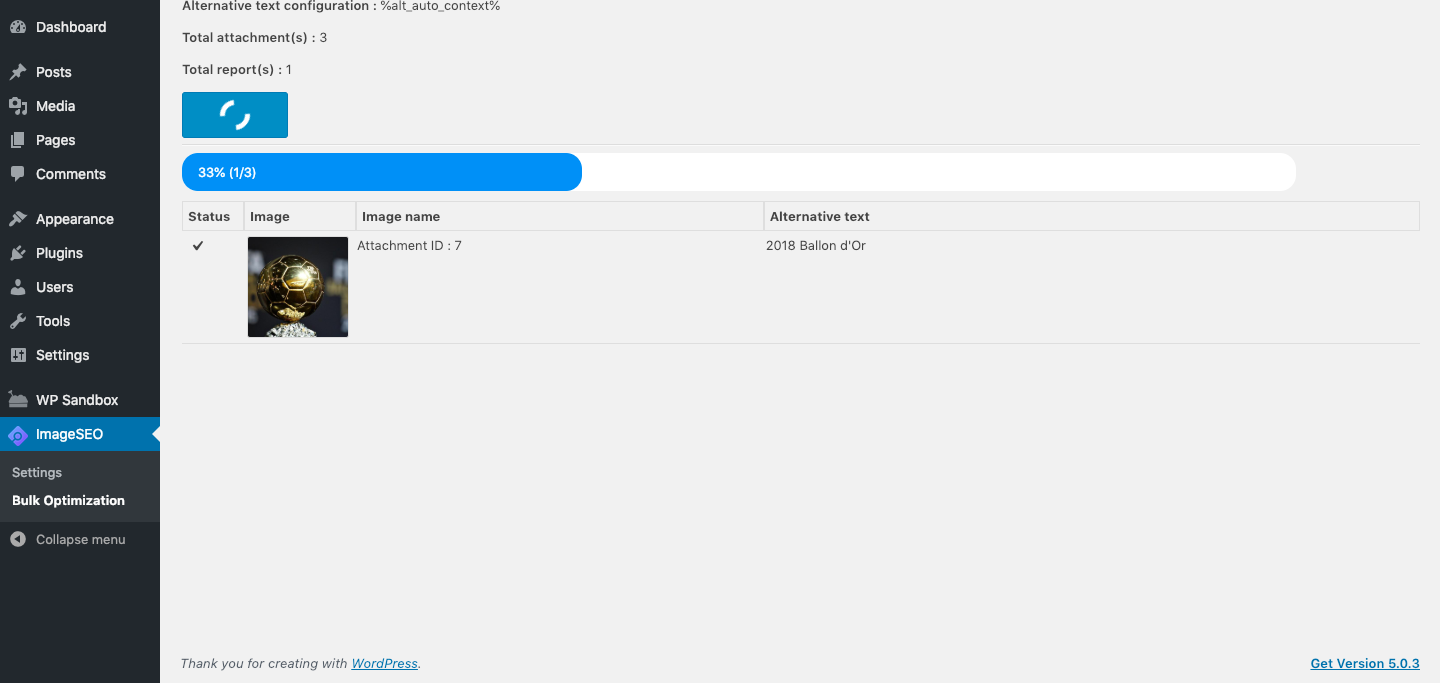 Dashboard
Posts
Media
Pages
Comments
Appearance
Plugins
Users
Tools
Settings
WP Sandbox
ImageSEO
Settings
Bulk Optimization
Collapse menu
Alternative text configuration : %alt_auto_context%
Total attachment(s) : 3
Total report(s) : 1
33% (1/3)
Status Image Image name Alternative text
Attachment ID : 7 2018 Ballon d'Or
Thank you for creating with WordPress.
Get Version 5.0.3